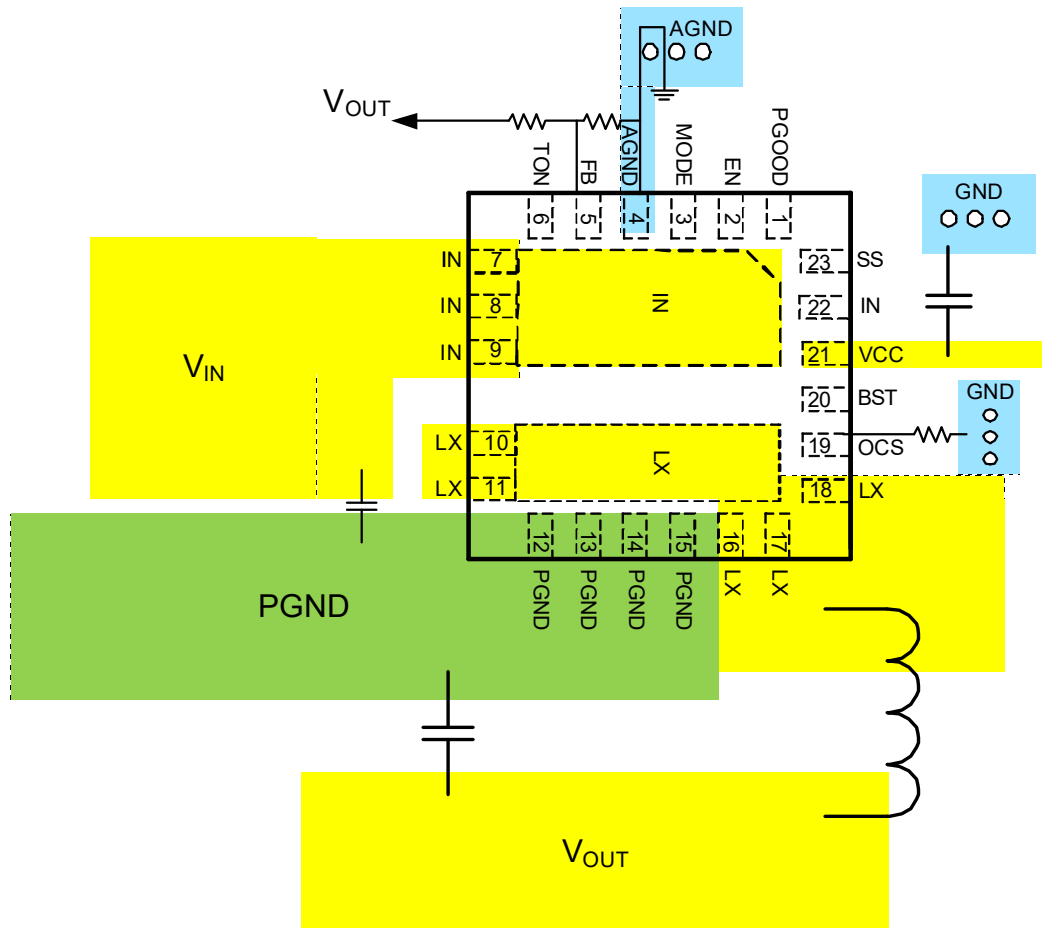 AGND
VOUT
TON
FB
AGND
MODE
EN
PGOOD
6
5
4
3
2
1
GND
IN 7
IN 8
IN 9
IN
23 SS
22 IN
21 VCC
20 BST
19 OCS
18 LX
GND
VIN
LX 10
LX 11
LX
12
13
14
15
16
17
PGND
PGND
PGND
PGND
LX
LX
PGND
VOUT